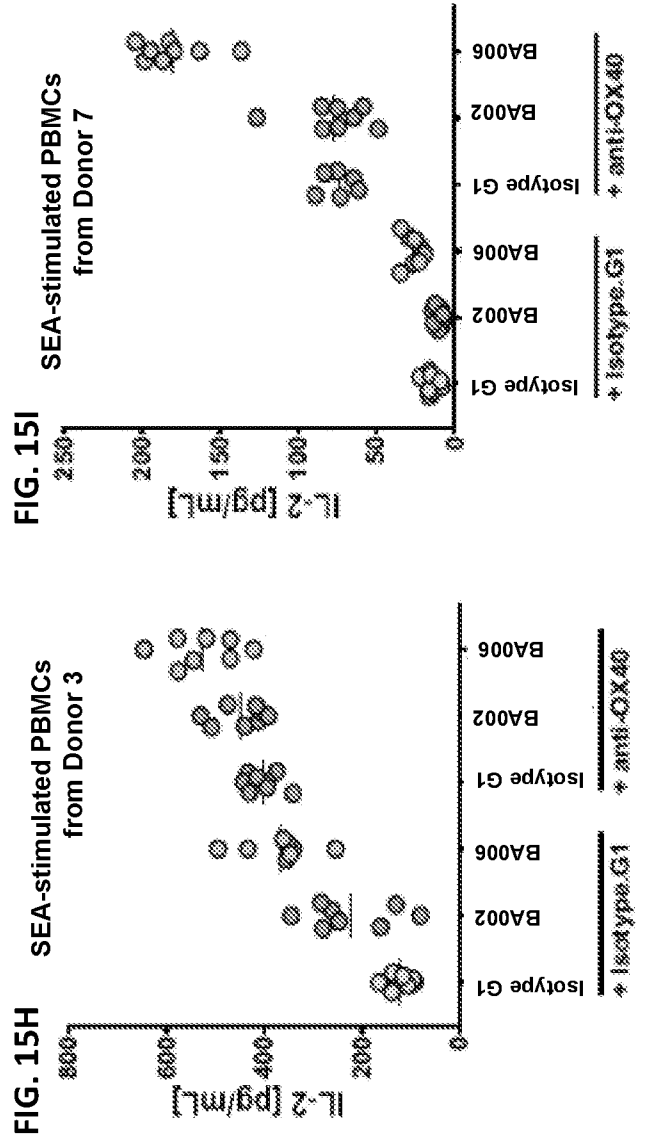 FIG. 15H
SEA-stimulated PBMCs
from Donor 3
IL-2 [pg/mL]
800
600
400
200
0
Isotype G1
BA002
BA006
Isotype G1
BA002
BA006
+ Isotype.G1
+ anti-OX40
FIG. 15I
SEA-stimulated PBMCs
from Donor 7
IL-2 [pg/mL]
250
200
150
100
50
0
Isotype G1
BA002
BA006
Isotype G1
BA002
BA006
+ Isotype.G1
+ anti-OX40